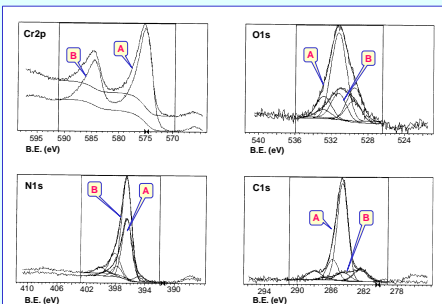 Cr2p
B
A
595 590 585 580 575 570
B.E. (eV)
O1s
A
B
540 536 532 528 524
B.E. (eV)
N1s
B
A
410 406 402 398 394 390
B.E. (eV)
C1s
A
B
294 290 286 282 278
B.E. (eV)